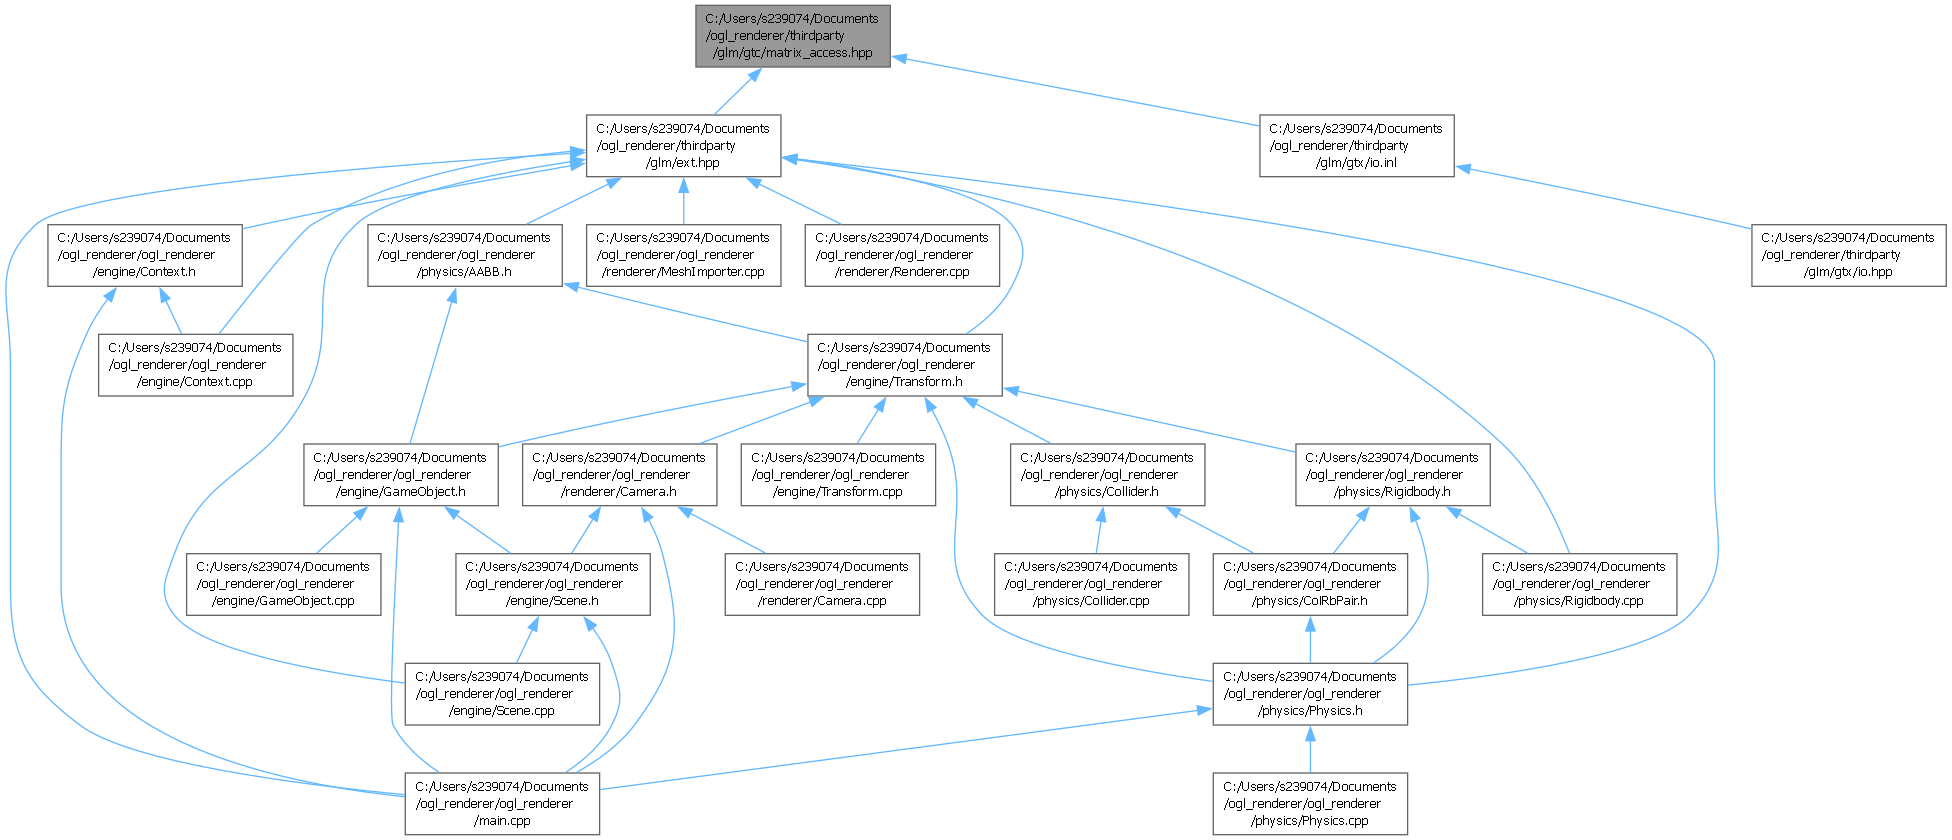 C:/Users/s239074/Documents
/ogl_renderer/thirdparty
/glm/gtc/matrix_access.hpp
C:/Users/s239074/Documents
/ogl_renderer/thirdparty
/glm/ext.hpp
C:/Users/s239074/Documents
/ogl_renderer/thirdparty
/glm/gtx/io.inl
C:/Users/s239074/Documents
/ogl_renderer/ogl_renderer
/engine/Context.h
C:/Users/s239074/Documents
/ogl_renderer/ogl_renderer
/physics/AABB.h
C:/Users/s239074/Documents
/ogl_renderer/ogl_renderer
/renderer/MeshImporter.cpp
C:/Users/s239074/Documents
/ogl_renderer/ogl_renderer
/renderer/Renderer.cpp
C:/Users/s239074/Documents
/ogl_renderer/thirdparty
/glm/gtx/io.hpp
C:/Users/s239074/Documents
/ogl_renderer/ogl_renderer
/engine/Context.cpp
C:/Users/s239074/Documents
/ogl_renderer/ogl_renderer
/engine/Transform.h
C:/Users/s239074/Documents
/ogl_renderer/ogl_renderer
/engine/GameObject.h
C:/Users/s239074/Documents
/ogl_renderer/ogl_renderer
/renderer/Camera.h
C:/Users/s239074/Documents
/ogl_renderer/ogl_renderer
/engine/Transform.cpp
C:/Users/s239074/Documents
/ogl_renderer/ogl_renderer
/physics/Collider.h
C:/Users/s239074/Documents
/ogl_renderer/ogl_renderer
/physics/Rigidbody.h
C:/Users/s239074/Documents
/ogl_renderer/ogl_renderer
/engine/GameObject.cpp
C:/Users/s239074/Documents
/ogl_renderer/ogl_renderer
/engine/Scene.h
C:/Users/s239074/Documents
/ogl_renderer/ogl_renderer
/renderer/Camera.cpp
C:/Users/s239074/Documents
/ogl_renderer/ogl_renderer
/physics/Collider.cpp
C:/Users/s239074/Documents
/ogl_renderer/ogl_renderer
/physics/ColRbPair.h
C:/Users/s239074/Documents
/ogl_renderer/ogl_renderer
/physics/Rigidbody.cpp
C:/Users/s239074/Documents
/ogl_renderer/ogl_renderer
/engine/Scene.cpp
C:/Users/s239074/Documents
/ogl_renderer/ogl_renderer
/physics/Physics.h
C:/Users/s239074/Documents
/ogl_renderer/ogl_renderer
/main.cpp
C:/Users/s239074/Documents
/ogl_renderer/ogl_renderer
/physics/Physics.cpp